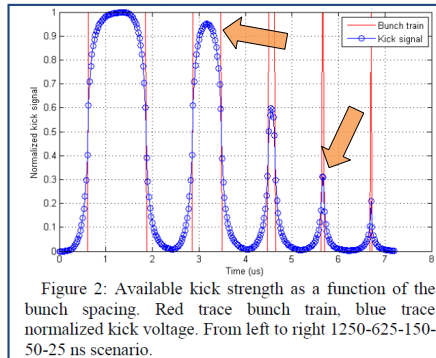 1
0.9
0.8
0.7
0.6
0.5
0.4
0.3
0.2
0.1
0
Normalized kick signal
Bunch train
Kick signal
0 1 2 3 4 5 6 7 8
Time (us)
Figure 2: Available kick strength as a function of the
bunch spacing. Red trace bunch train, blue trace
normalized kick voltage. From left to right 1250-625-150-
50-25 ns scenario.